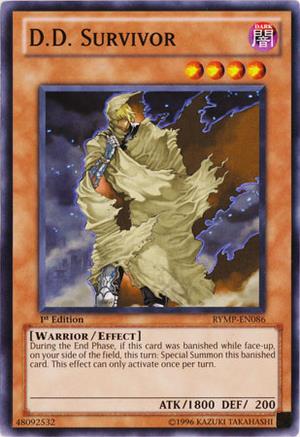 D.D. Survivor
DARK
闇
1st Edition
RYMP-EN086
[Warrior/Effect]
During the End Phase, if this card was banished while face-up,
on your side of the field, this turn: Special Summon this banished
card. This effect can only activate once per turn.
ATK/1800 DEF/ 200
48092532
©1996 KAZUKI TAKAHASHI